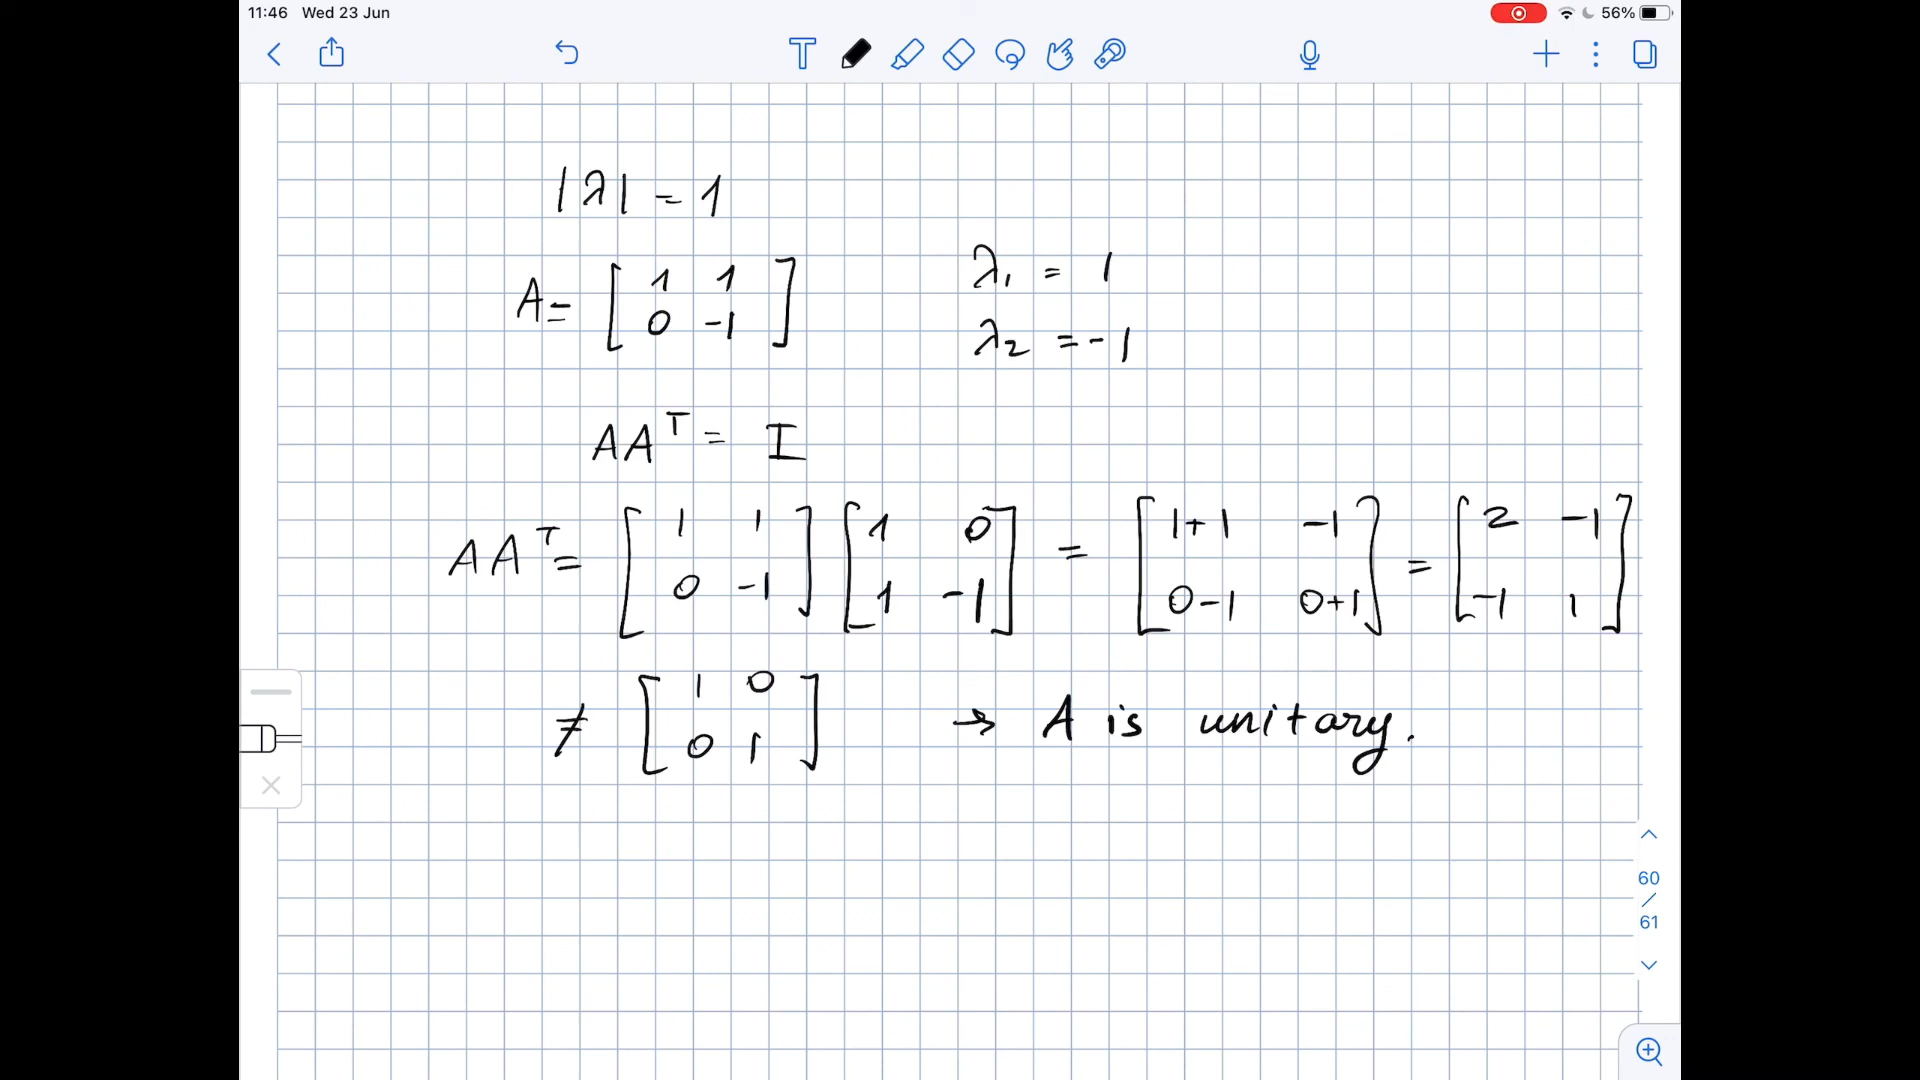 11:46 Wed 23 Jun 56%
|λ| = 1
A = [ 1 1 ; 0 -1 ] λ₁ = 1
λ₂ = -1
AAᵀ = I
AAᵀ = [ 1 1 ; 0 -1 ] [ 1 0 ; 1 -1 ] = [ 1+1 -1 ; 0-1 0+1 ] = [ 2 -1 ; -1 1 ]
≠ [ 1 0 ; 0 1 ] → A is unitary.
60
/
61